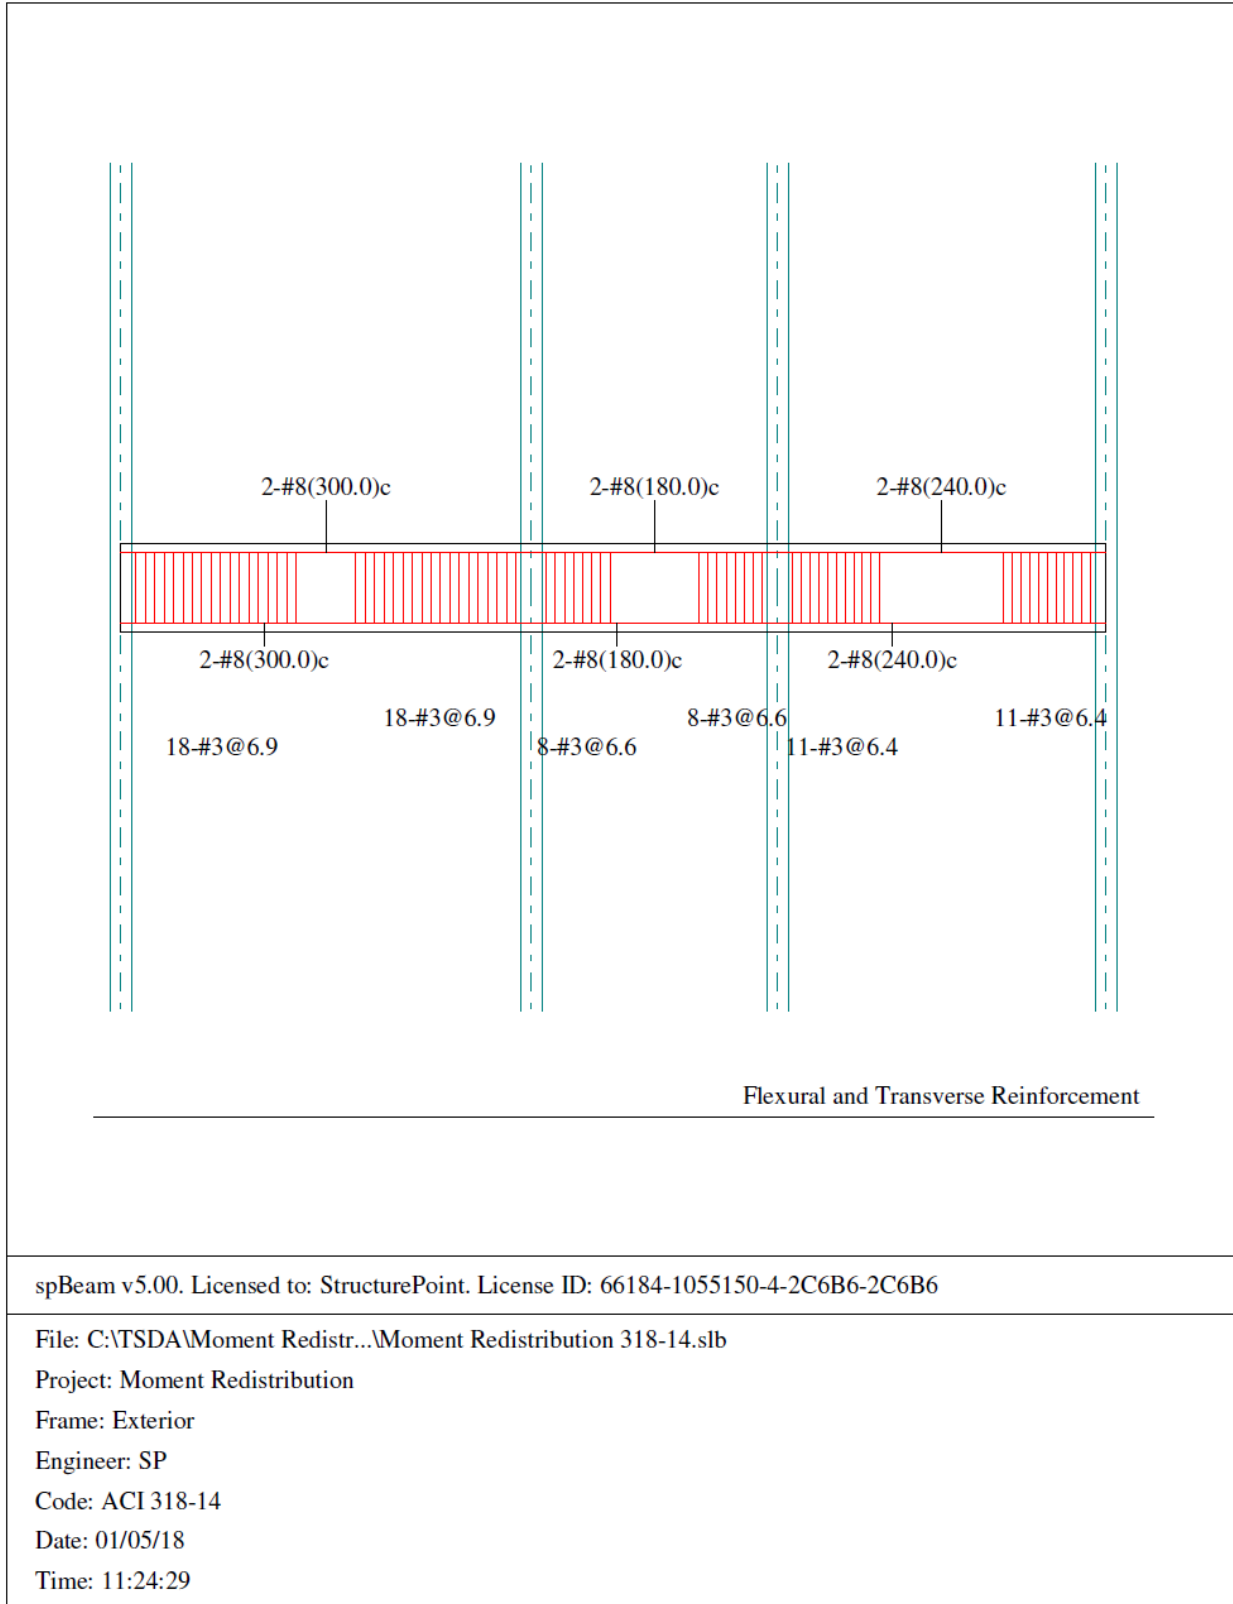 2-#8(300.0)c 2-#8(180.0)c 2-#8(240.0)c
2-#8(300.0)c 2-#8(180.0)c 2-#8(240.0)c
18-#3@6.9 8-#3@6.6 11-#3@6.4
18-#3@6.9 8-#3@6.6 11-#3@6.4
Flexural and Transverse Reinforcement
spBeam v5.00. Licensed to: StructurePoint. License ID: 66184-1055150-4-2C6B6-2C6B6
File: C:\TSDA\Moment Redistr...\Moment Redistribution 318-14.slb
Project: Moment Redistribution
Frame: Exterior
Engineer: SP
Code: ACI 318-14
Date: 01/05/18
Time: 11:24:29